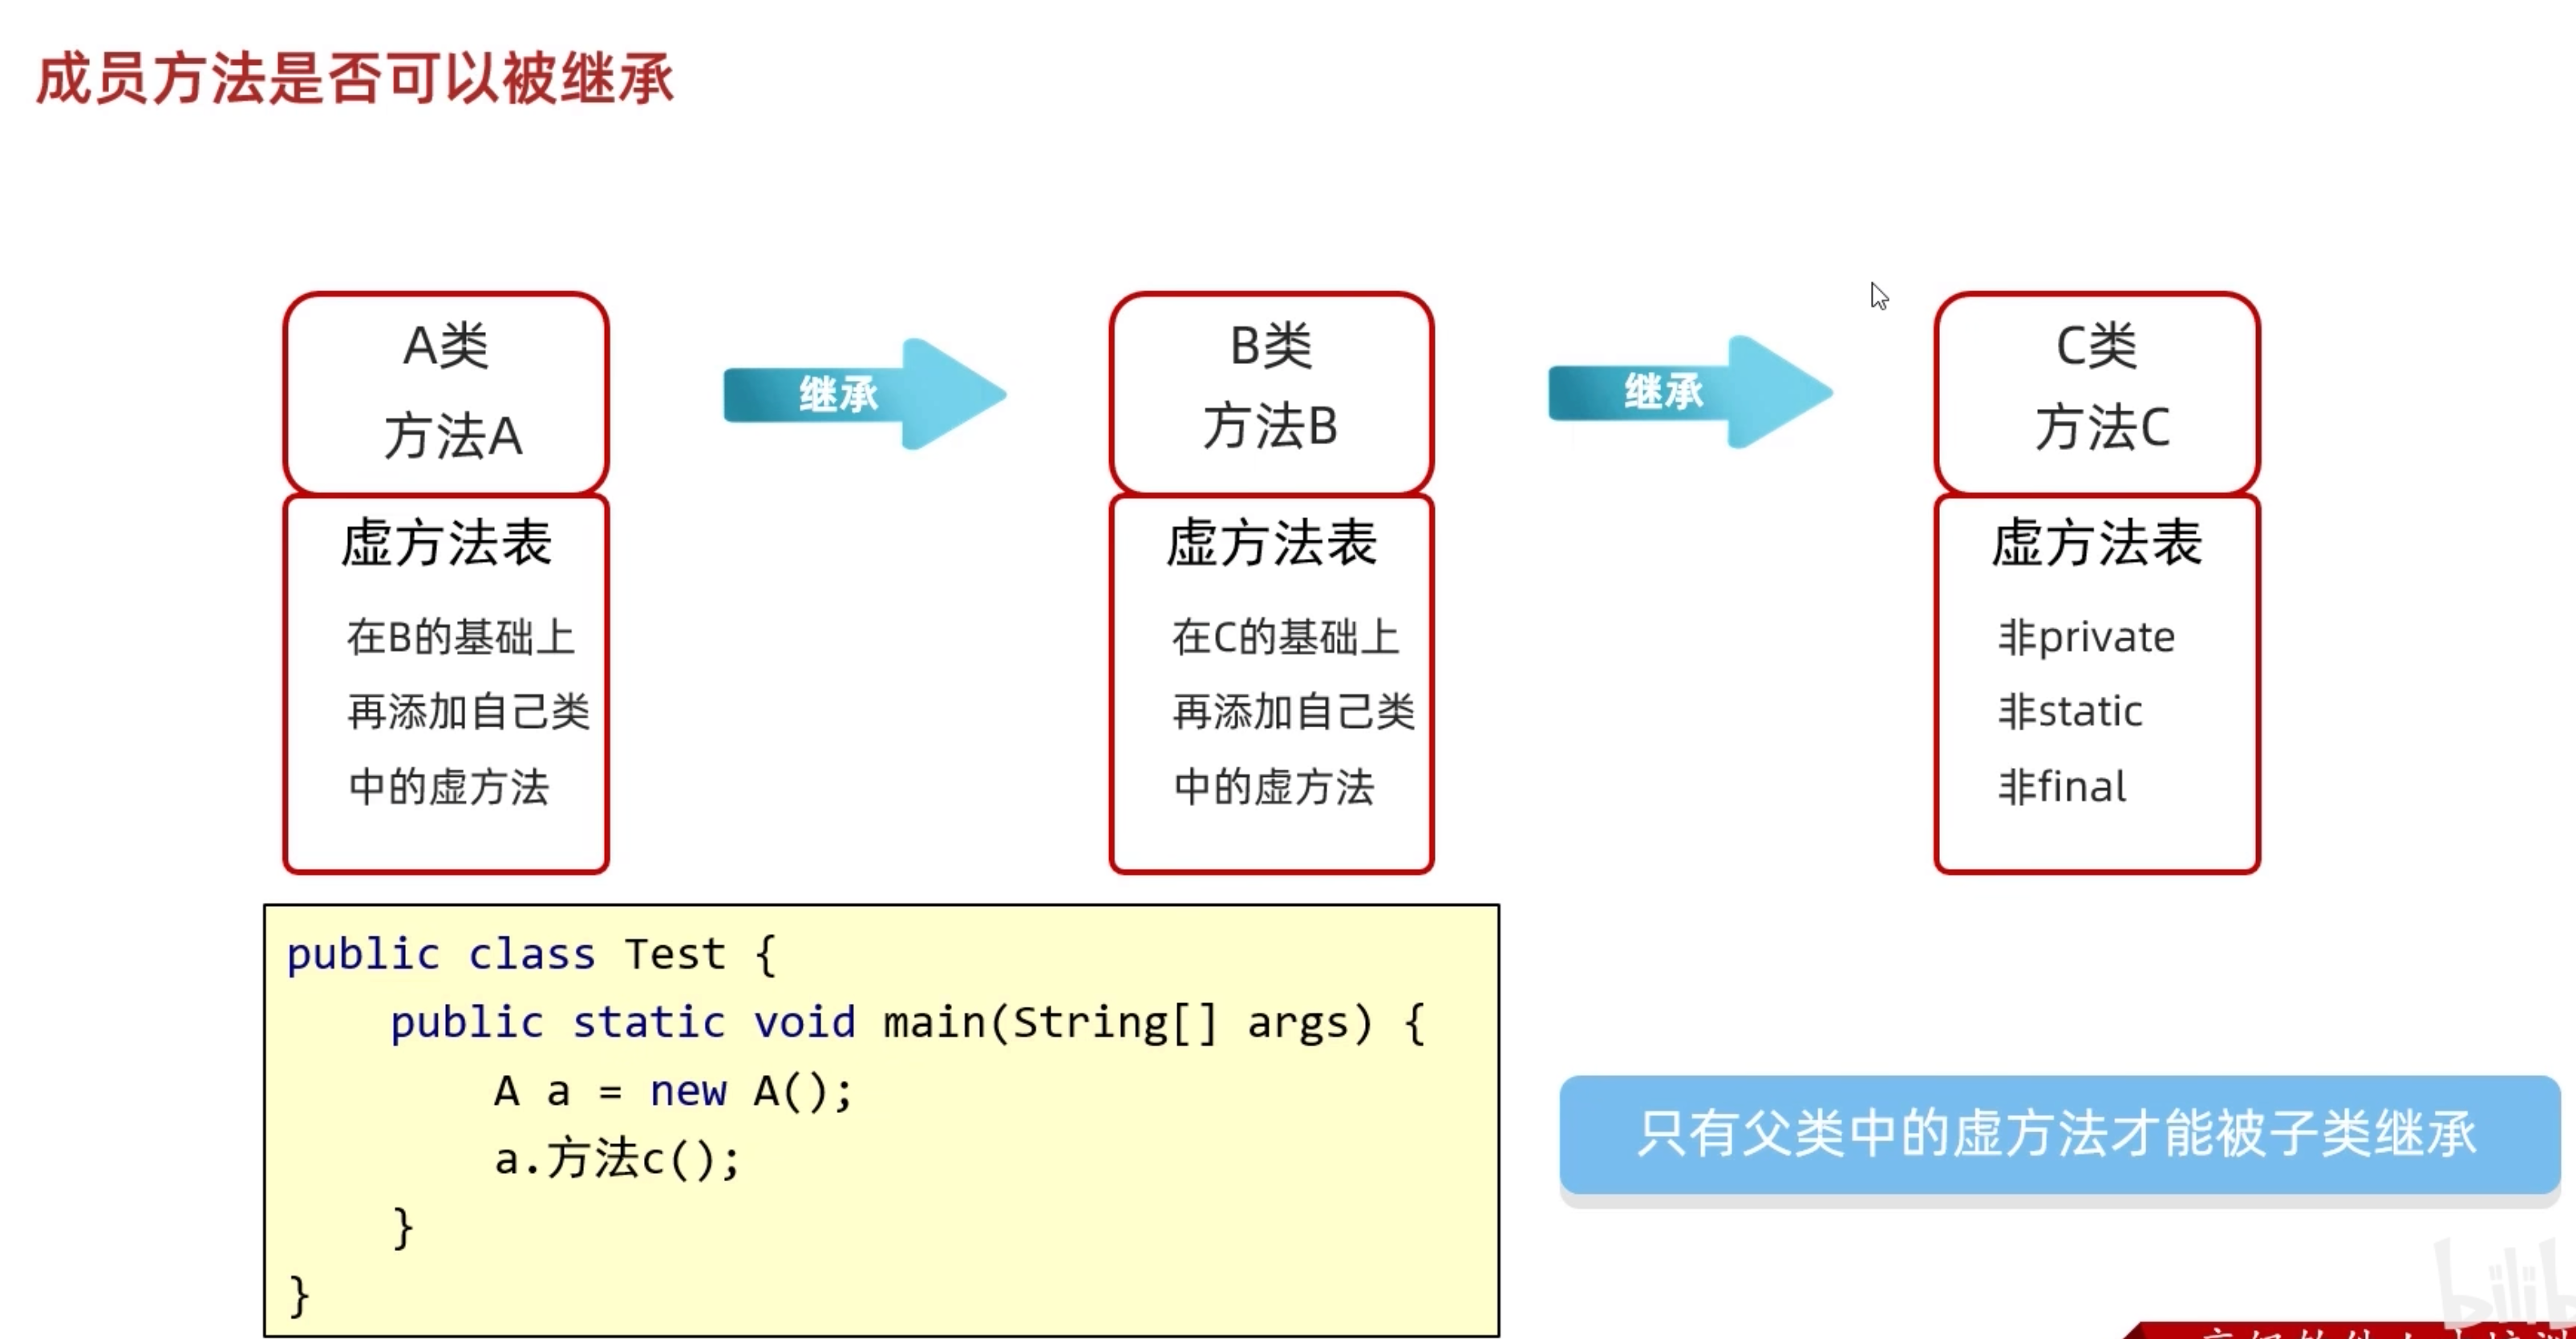 成员方法是否可以被继承
A类
方法A
继承
B类
方法B
继承
C类
方法C
虚方法表
在B的基础上
再添加自己类
中的虚方法
虚方法表
在C的基础上
再添加自己类
中的虚方法
虚方法表
非private
非static
非final
public class Test {
public static void main(String[] args) {
A a = new A();
a.方法c();
}
}
只有父类中的虚方法才能被子类继承